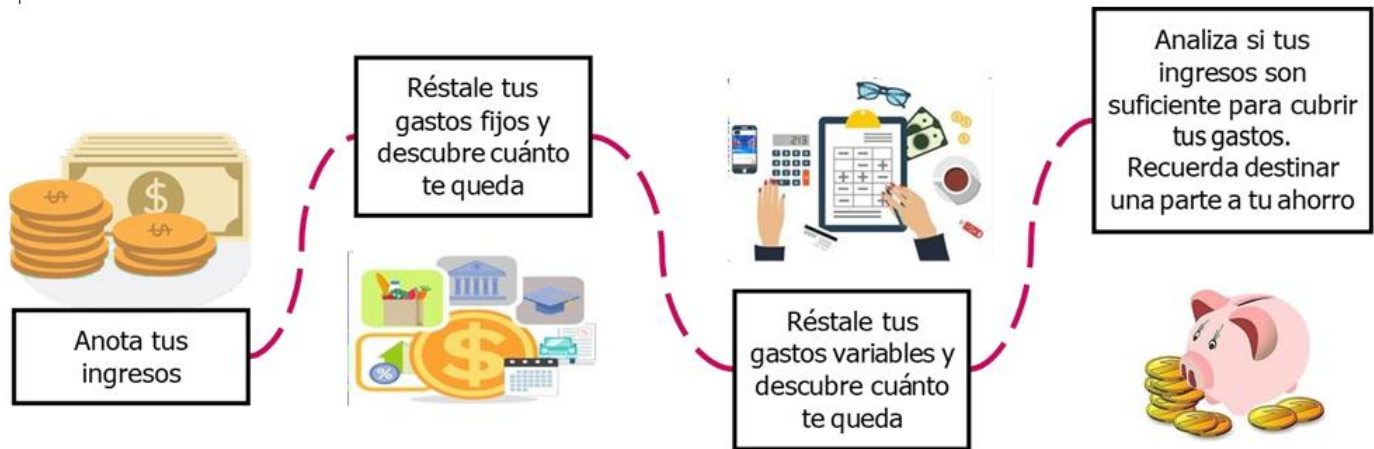 Anota tus
ingresos
Réstale tus
gastos fijos y
descubre cuánto
te queda
Réstale tus
gastos variables y
descubre cuánto
te queda
Analiza si tus
ingresos son
suficiente para cubrir
tus gastos.
Recuerda destinar
una parte a tu ahorro
$
$
%
213